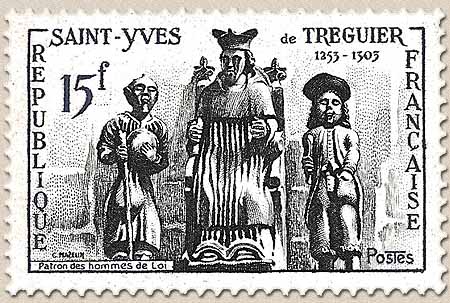 SAINT-YVES de TREGUIER
1253-1303
REPUBLIQUE
15f
FRANÇAISE
C. MAZELIN
Postes
Patron des hommes de Loi